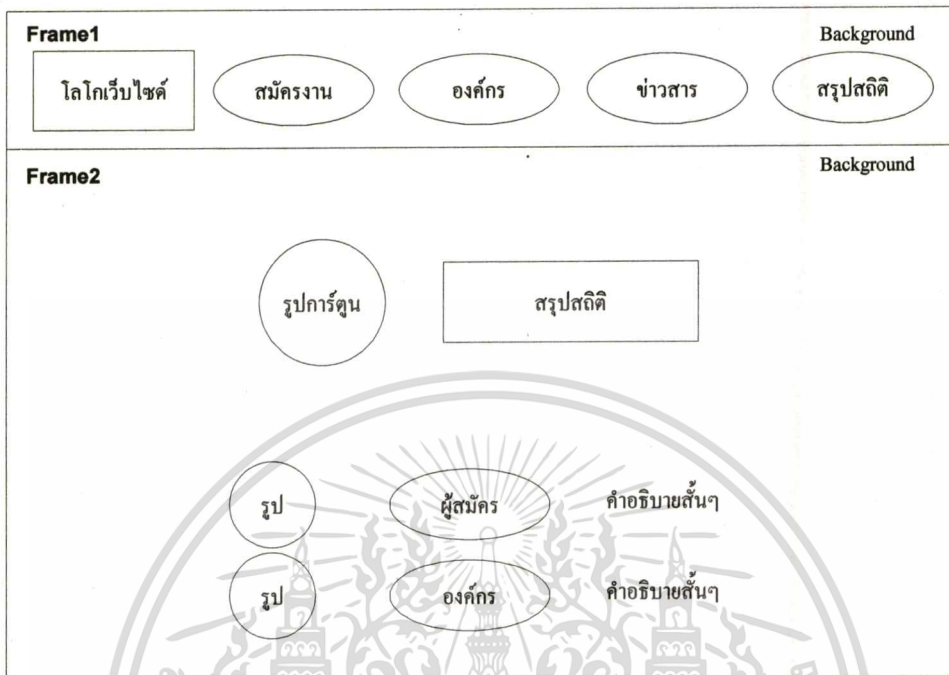 Frame1 Background
โลโกเว็บไซต์ สมัครงาน องค์กร ข่าวสาร สรุปสถิติ
Frame2 Background
รูปการ์ตูน สรุปสถิติ
รูป ผู้สมัคร คำอธิบายสั้นๆ
รูป องค์กร คำอธิบายสั้นๆ